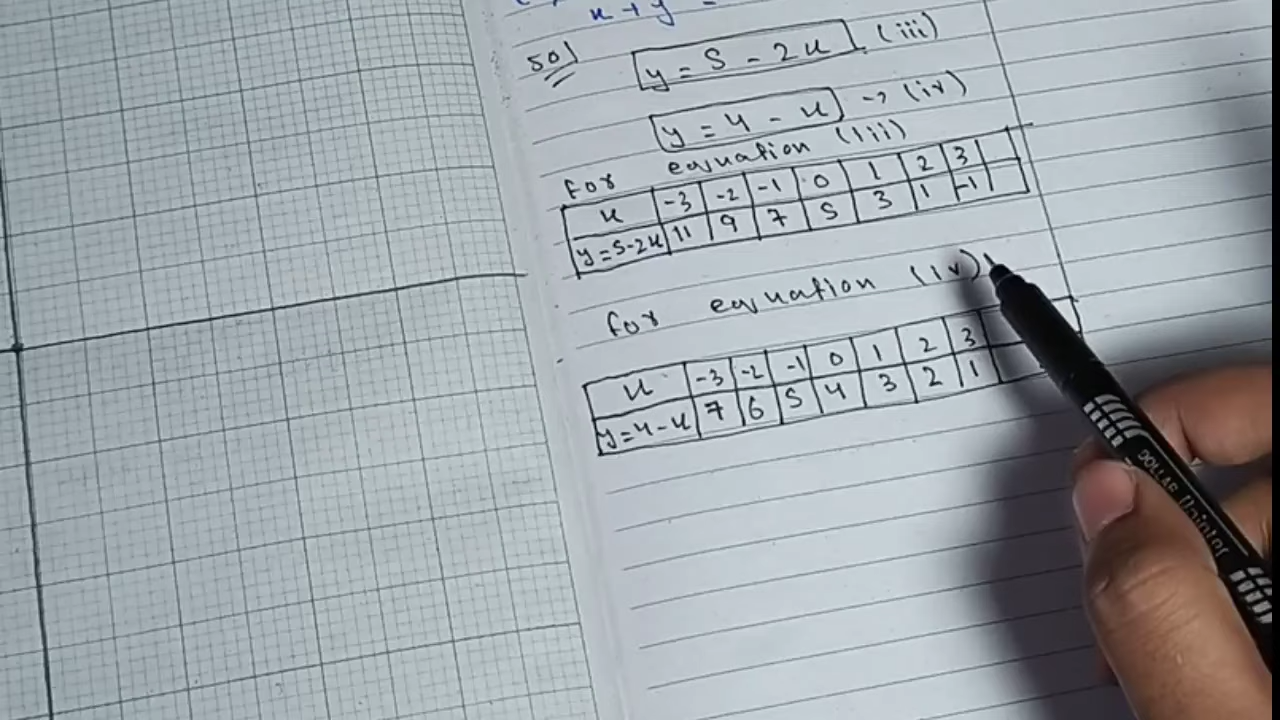 x + y =
Sol
y = 5 - 2x (iii)
y = 4 - x → (iv)
For equation (iii)
x -3 -2 -1 0 1 2 3
y=5-2x 11 9 7 5 3 1 -1
for equation (iv)
x -3 -2 -1 0 1 2 3
y=4-x 7 6 5 4 3 2 1
DOLLAR Pointer